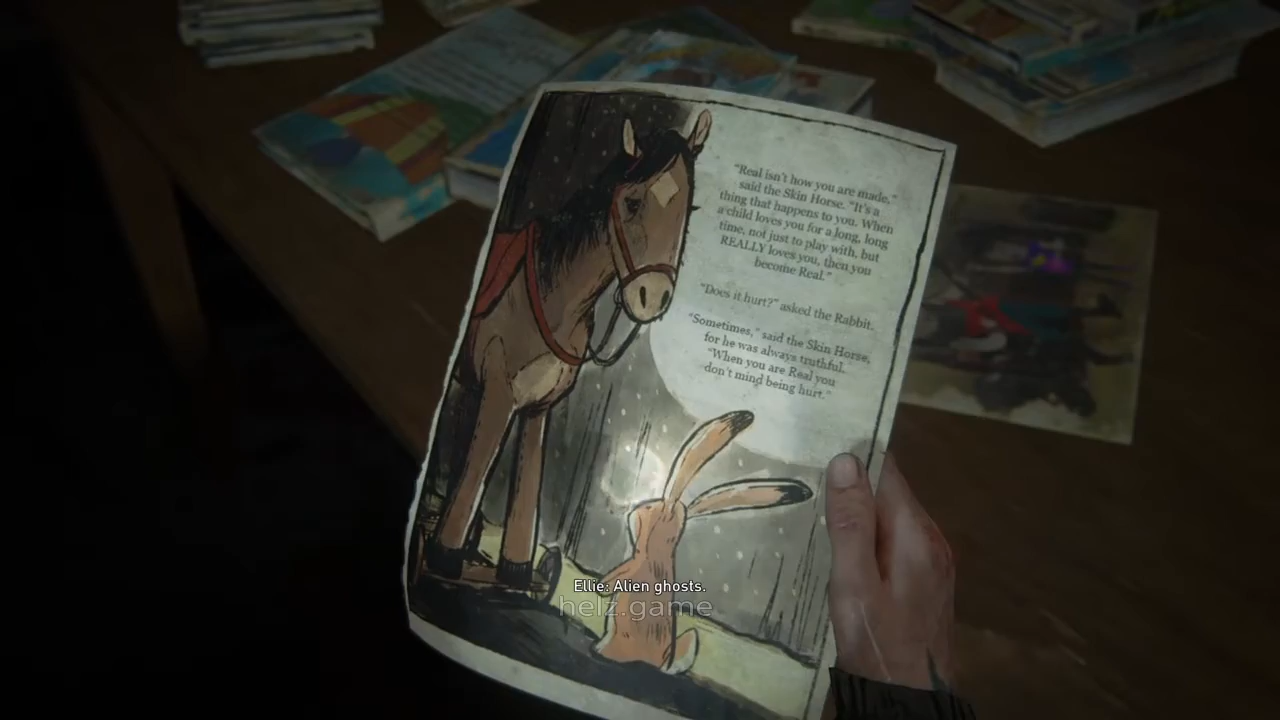 "Real isn't how you are made,"
said the Skin Horse. "It's a
thing that happens to you. When
a child loves you for a long, long
time, not just to play with, but
REALLY loves you, then you
become Real."
"Does it hurt?" asked the Rabbit.
"Sometimes," said the Skin Horse,
for he was always truthful.
"When you are Real you
don't mind being hurt."
Ellie: Alien ghosts.
helz.game